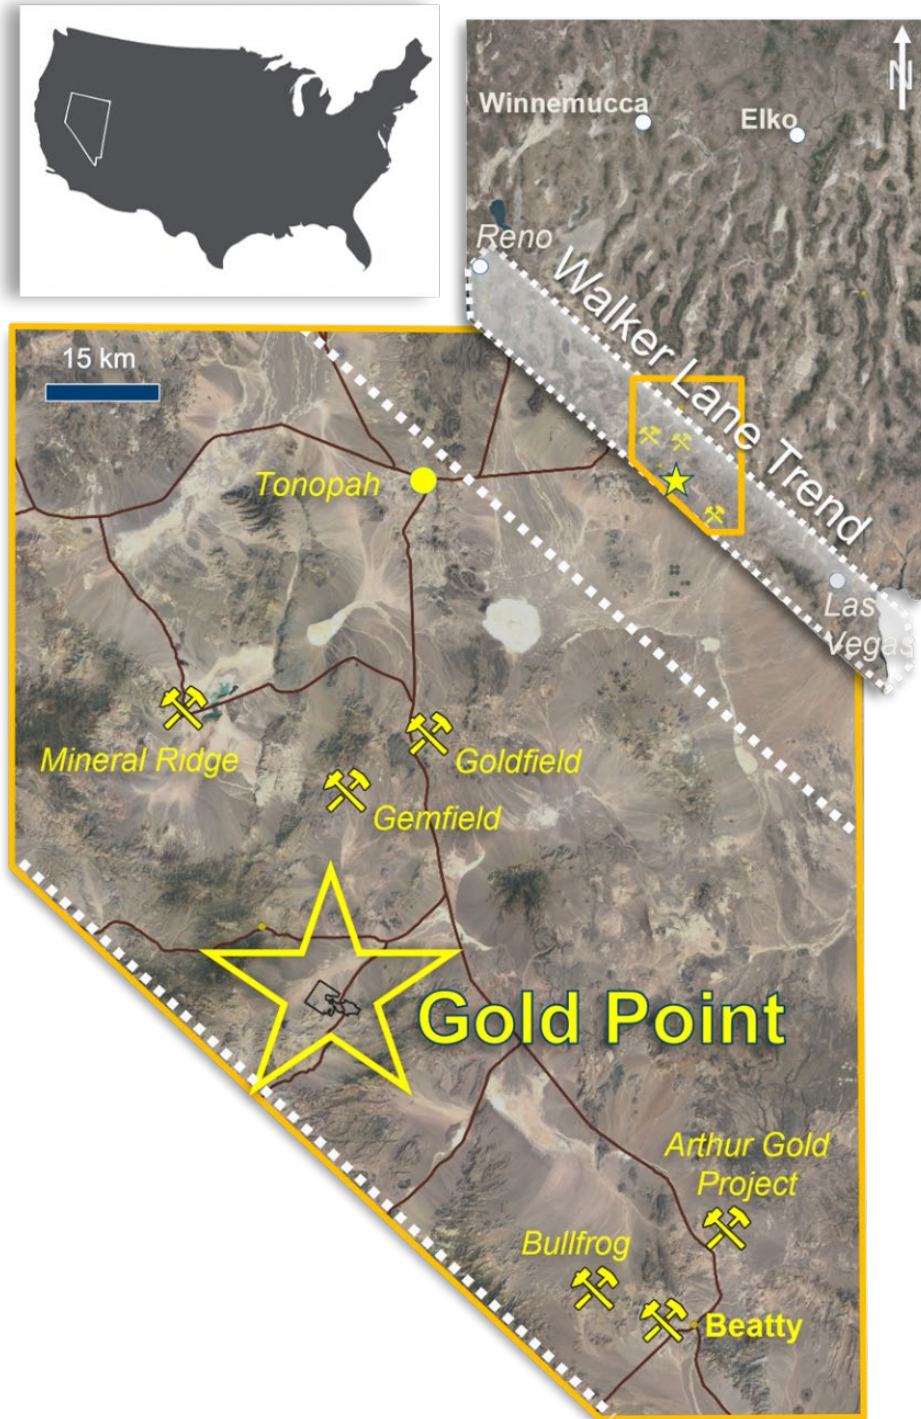 N
Winnemucca
Elko
Reno
Walker Lane Trend
Las
Vegas
15 km
Tonopah
Mineral Ridge
Goldfield
Gemfield
Gold Point
Arthur Gold
Project
Bullfrog
Beatty